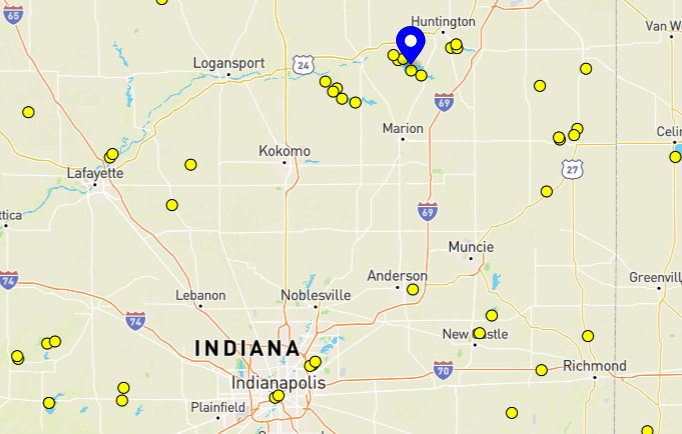 65
Huntington
Van W
Logansport
24
69
Marion
Celin
Kokomo
Lafayette
27
ttica
69
Muncie
74
Anderson
Greenvill
Lebanon
Noblesville
74
INDIANA
New
stle
70
Richmond
Indianapolis
Plainfield